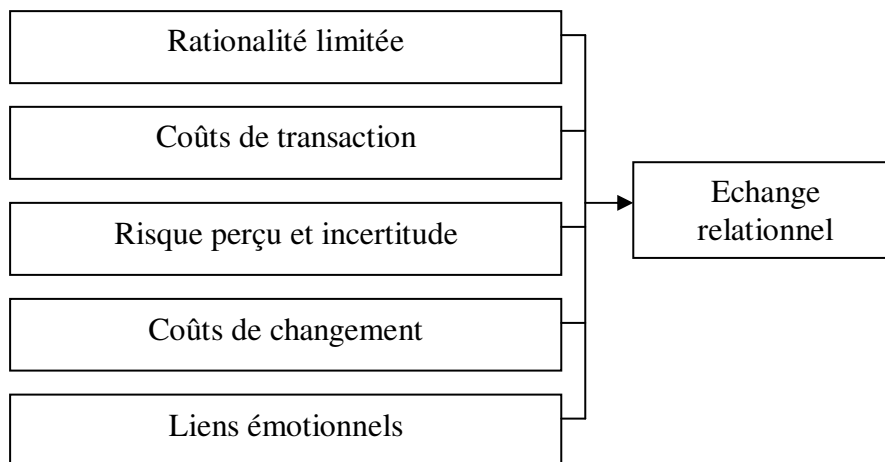 Rationalité limitée
Coûts de transaction
Risque perçu et incertitude
Coûts de changement
Liens émotionnels
Echange
relationnel